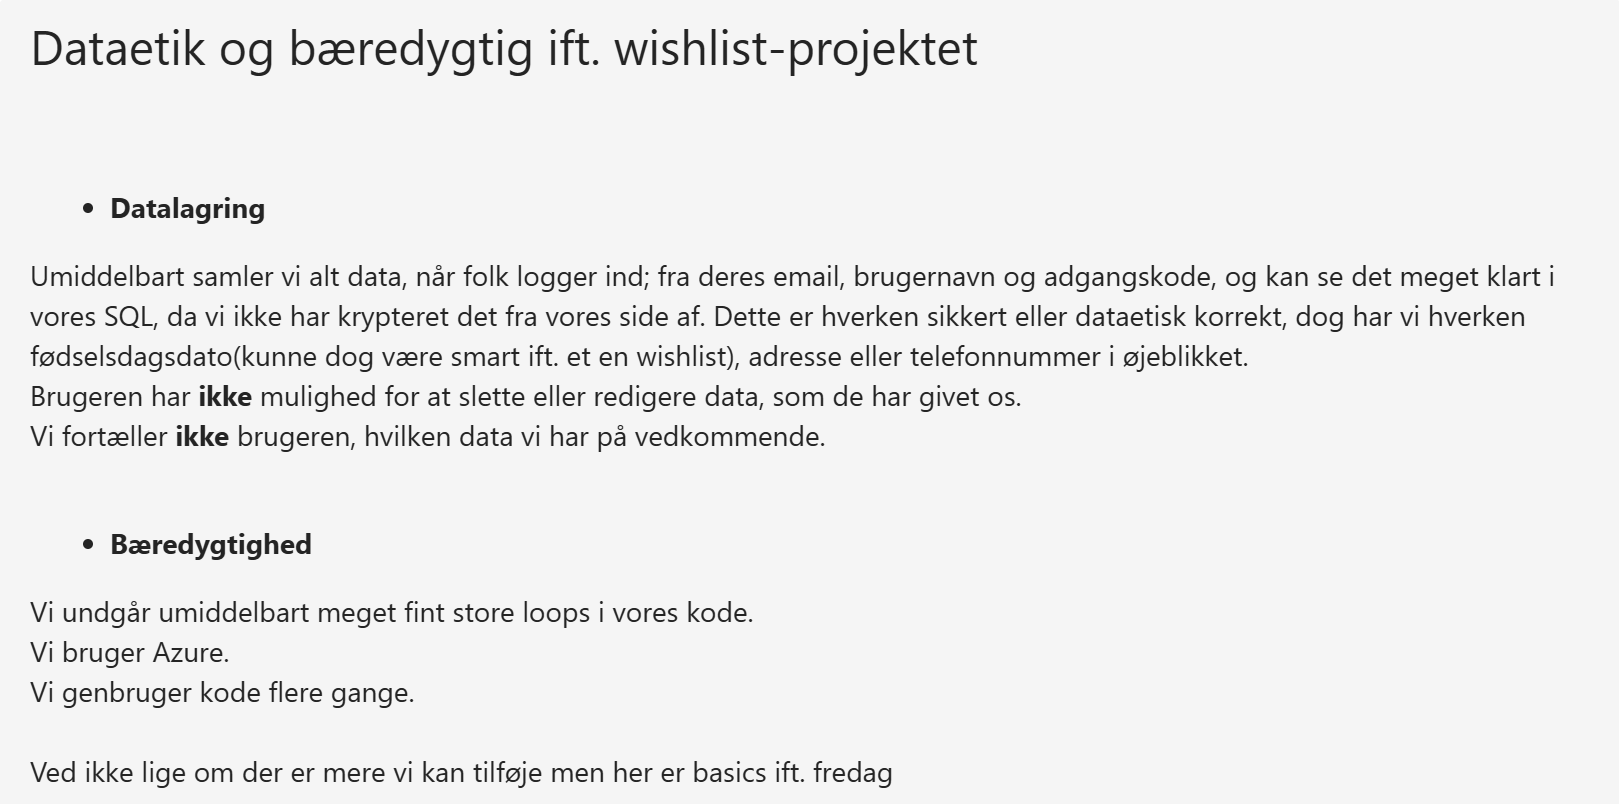 Dataetik og bæredygtig ift. wishlist-projektet
• Datalagring
Umiddelbart samler vi alt data, når folk logger ind; fra deres email, brugernavn og adgangskode, og kan se det meget klart i
vores SQL, da vi ikke har krypteret det fra vores side af. Dette er hverken sikkert eller dataetisk korrekt, dog har vi hverken
fødselsdagsdato(kunne dog være smart ift. et en wishlist), adresse eller telefonnummer i øjeblikket.
Brugeren har ikke mulighed for at slette eller redigere data, som de har givet os.
Vi fortæller ikke brugeren, hvilken data vi har på vedkommende.
• Bæredygtighed
Vi undgår umiddelbart meget fint store loops i vores kode.
Vi bruger Azure.
Vi genbruger kode flere gange.
Ved ikke lige om der er mere vi kan tilføje men her er basics ift. fredag